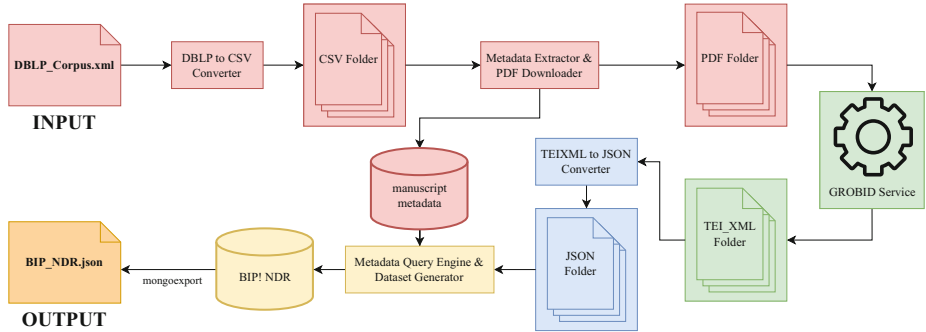 DBLP_Corpus.xml
INPUT
DBLP to CSV
Converter
CSV Folder
Metadata Extractor &
PDF Downloader
PDF Folder
GROBID Service
manuscript
metadata
TEIXML to JSON
Converter
TEI_XML
Folder
JSON
Folder
Metadata Query Engine &
Dataset Generator
BIP! NDR
mongoexport
BIP_NDR.json
OUTPUT